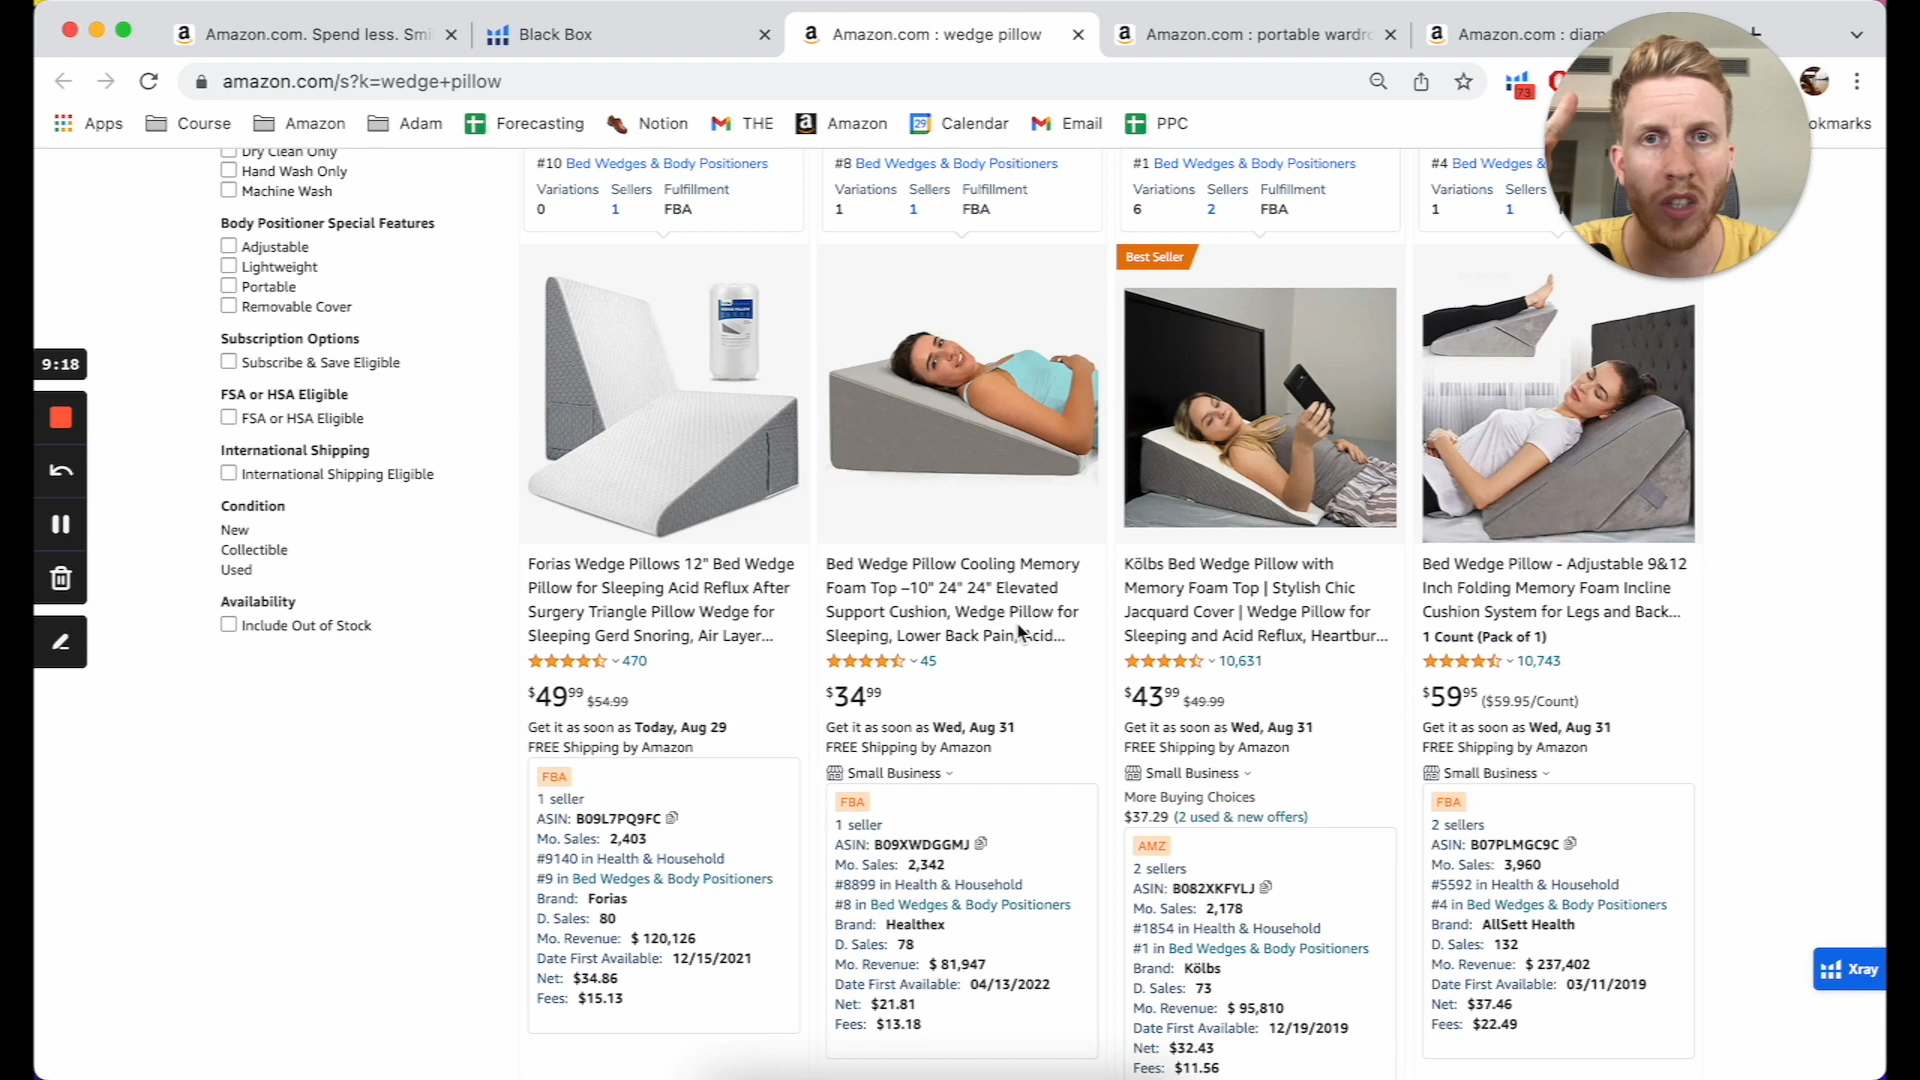 Amazon.com. Spend less. Smi
Black Box
Amazon.com : wedge pillow
Amazon.com : portable wardro
Amazon.com : diam
amazon.com/s?k=wedge+pillow
73
Apps
Course
Amazon
Adam
Forecasting
Notion
THE
Amazon
29
Calendar
Email
PPC
okmarks
Dry Clean Only
Hand Wash Only
Machine Wash
Body Positioner Special Features
Adjustable
Lightweight
Portable
Removable Cover
Subscription Options
Subscribe & Save Eligible
FSA or HSA Eligible
FSA or HSA Eligible
International Shipping
International Shipping Eligible
Condition
New
Collectible
Used
Availability
Include Out of Stock
9:18
#10 Bed Wedges & Body Positioners
Variations Sellers Fulfillment
0 1 FBA
Forias Wedge Pillows 12" Bed Wedge
Pillow for Sleeping Acid Reflux After
Surgery Triangle Pillow Wedge for
Sleeping Gerd Snoring, Air Layer...
470
$49.99 $54.99
Get it as soon as Today, Aug 29
FREE Shipping by Amazon
FBA
1 seller
ASIN: B09L7PQ9FC
Mo. Sales: 2,403
#9140 in Health & Household
#9 in Bed Wedges & Body Positioners
Brand: Forias
D. Sales: 80
Mo. Revenue: $ 120,126
Date First Available: 12/15/2021
Net: $34.86
Fees: $15.13
#8 Bed Wedges & Body Positioners
Variations Sellers Fulfillment
1 1 FBA
Bed Wedge Pillow Cooling Memory
Foam Top –10" 24" 24" Elevated
Support Cushion, Wedge Pillow for
Sleeping, Lower Back Pain, Acid...
45
$34.99
Get it as soon as Wed, Aug 31
FREE Shipping by Amazon
Small Business
FBA
1 seller
ASIN: B09XWDGGMJ
Mo. Sales: 2,342
#8899 in Health & Household
#8 in Bed Wedges & Body Positioners
Brand: Healthex
D. Sales: 78
Mo. Revenue: $ 81,947
Date First Available: 04/13/2022
Net: $21.81
Fees: $13.18
#1 Bed Wedges & Body Positioners
Variations Sellers Fulfillment
6 2 FBA
Best Seller
Kölbs Bed Wedge Pillow with
Memory Foam Top | Stylish Chic
Jacquard Cover | Wedge Pillow for
Sleeping and Acid Reflux, Heartbur...
10,631
$43.99 $49.99
Get it as soon as Wed, Aug 31
FREE Shipping by Amazon
Small Business
More Buying Choices
$37.29 (2 used & new offers)
AMZ
2 sellers
ASIN: B082XKFYLJ
Mo. Sales: 2,178
#1854 in Health & Household
#1 in Bed Wedges & Body Positioners
Brand: Kölbs
D. Sales: 73
Mo. Revenue: $ 95,810
Date First Available: 12/19/2019
Net: $32.43
Fees: $11.56
#4 Bed Wedges &
Variations Sellers
1 1
Bed Wedge Pillow - Adjustable 9&12
Inch Folding Memory Foam Incline
Cushion System for Legs and Back...
1 Count (Pack of 1)
10,743
$59.95 ($59.95/Count)
Get it as soon as Wed, Aug 31
FREE Shipping by Amazon
Small Business
FBA
2 sellers
ASIN: B07PLMGC9C
Mo. Sales: 3,960
#5592 in Health & Household
#4 in Bed Wedges & Body Positioners
Brand: AllSett Health
D. Sales: 132
Mo. Revenue: $ 237,402
Date First Available: 03/11/2019
Net: $37.46
Fees: $22.49
Xray